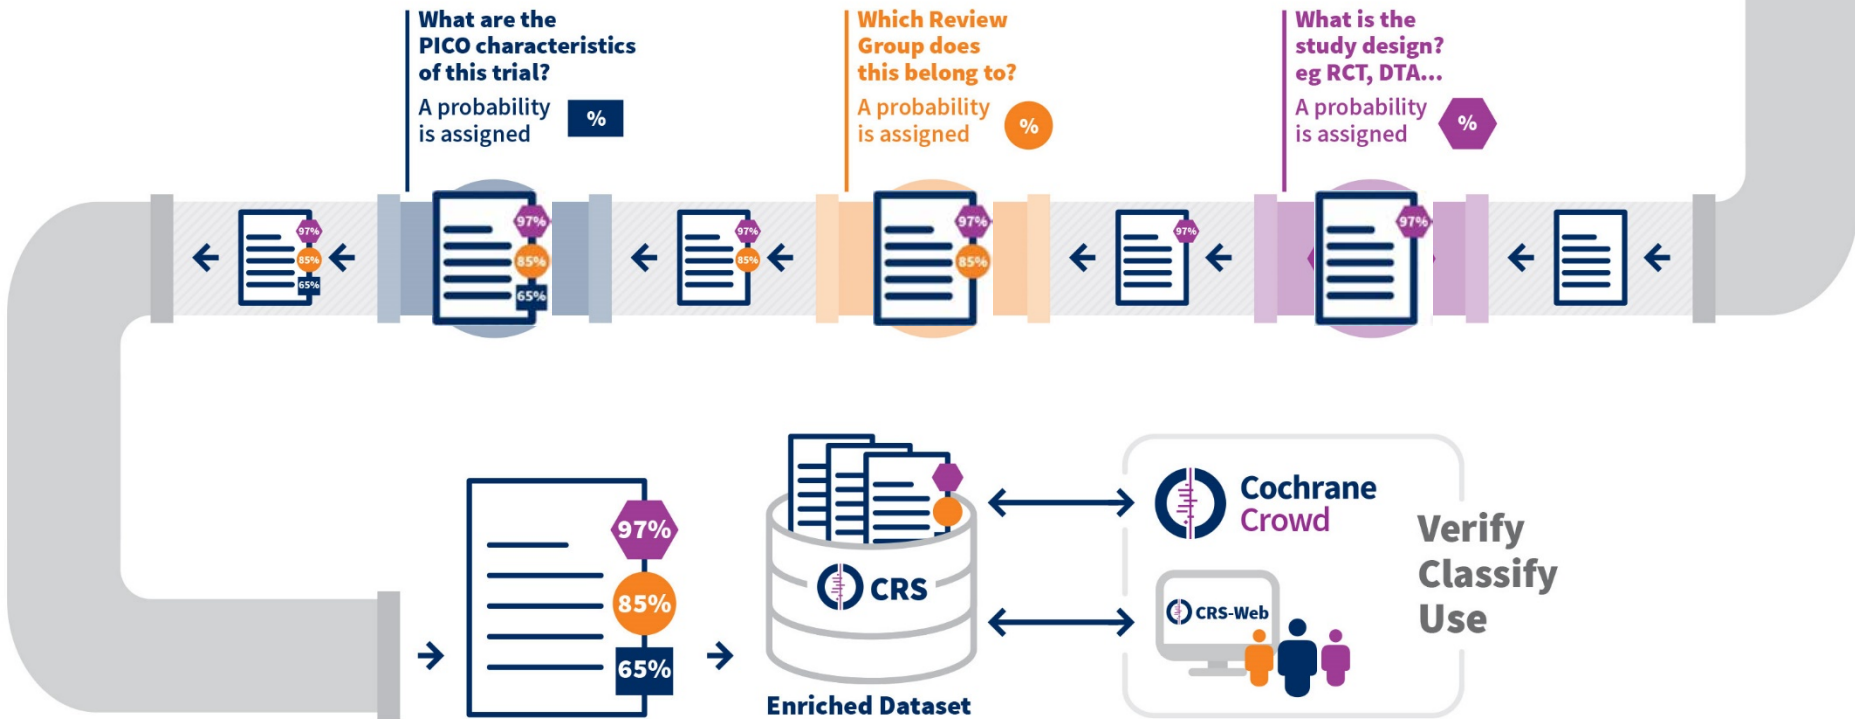 What are the
PICO characteristics
of this trial?
A probability
is assigned
%
Which Review
Group does
this belong to?
A probability
is assigned
%
What is the
study design?
eg RCT, DTA...
A probability
is assigned
%
97%
85%
65%
97%
85%
65%
97%
85%
97%
85%
97%
97%
97%
85%
65%
CRS
Enriched Dataset
Cochrane
Crowd
CRS-Web
Verify
Classify
Use